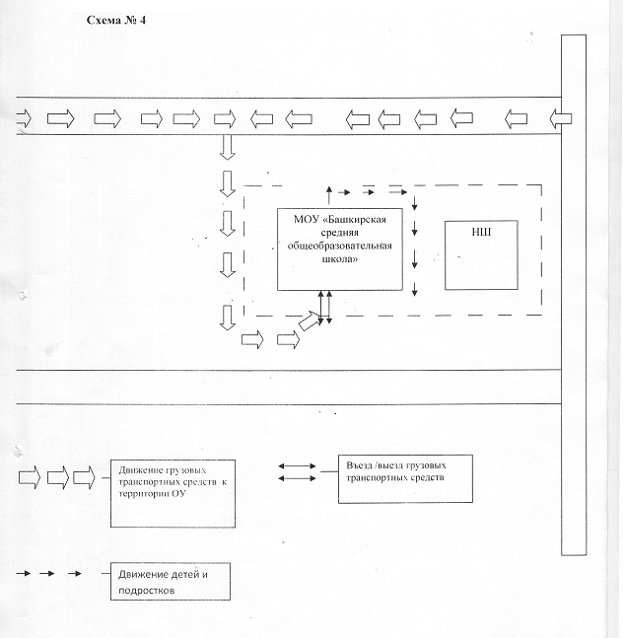 Схема № 4
МОУ «Башкирская
средняя
общеобразовательная
школа»
НШ
Движение грузовых
транспортных средств к
территории ОУ
Въезд /выезд грузовых
транспортных средств
Движение детей и
подростков